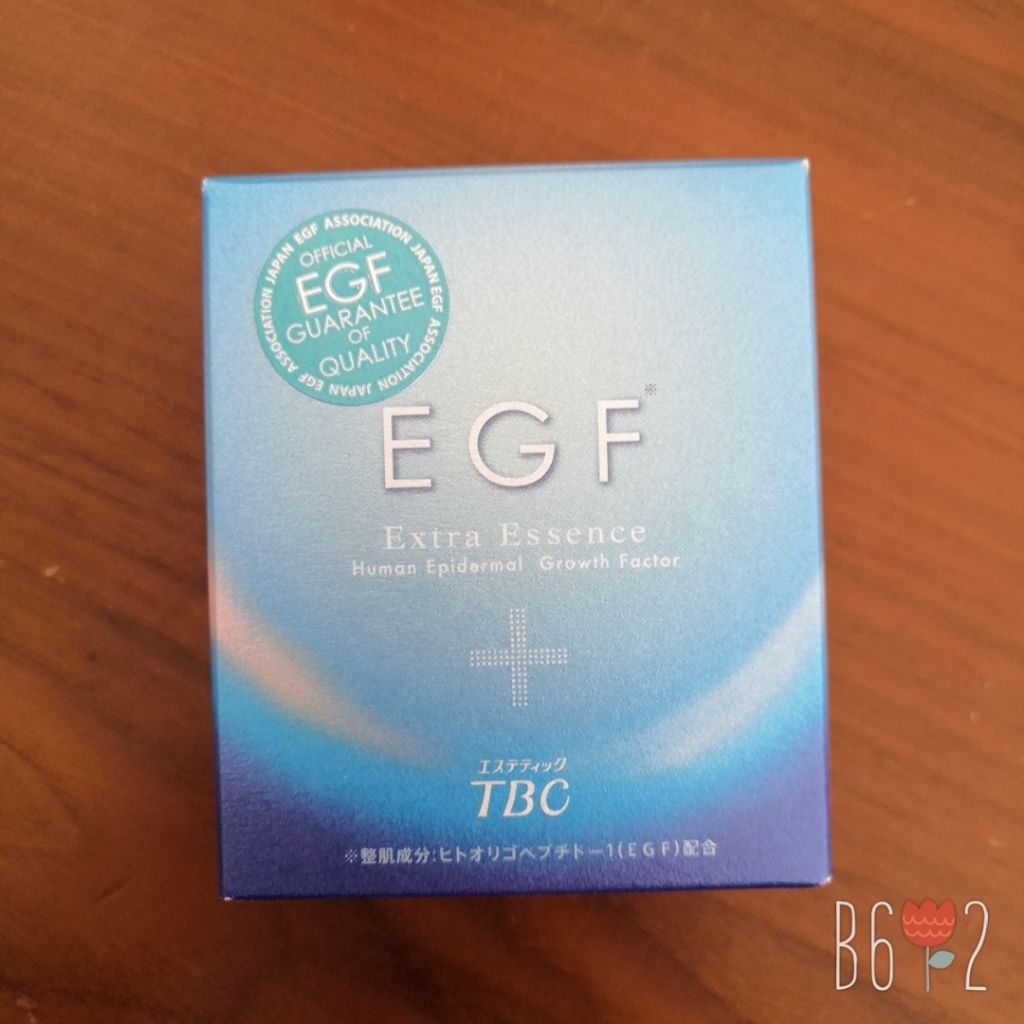 JAPAN EGF ASSOCIATION JAPAN EGF ASSOCIATION JAPAN EGF ASSOCIATION
OFFICIAL
EGF
GUARANTEE
OF
QUALITY
EGF※
Extra Essence
Human Epidermal Growth Factor
エステティック
TBC
※整肌成分:ヒトオリゴペプチドー1(EGF)配合
B6 2